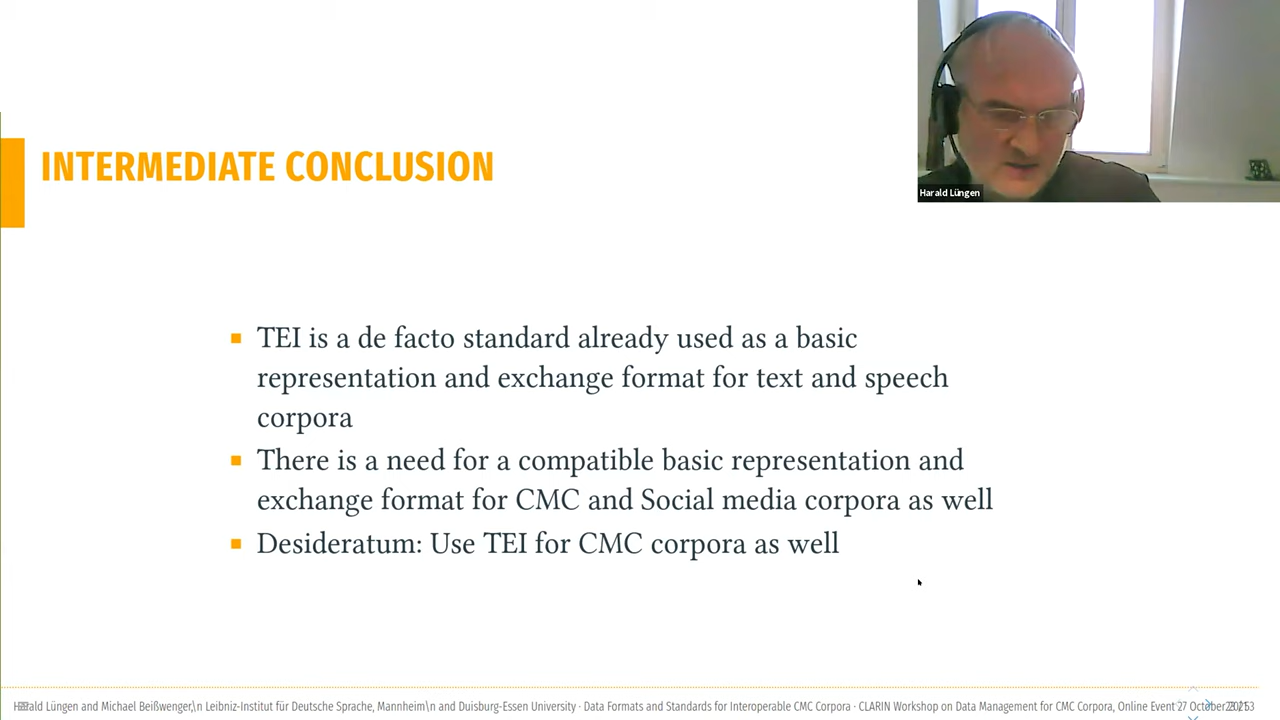 INTERMEDIATE CONCLUSION
Harald Lüngen
TEI is a de facto standard already used as a basic
representation and exchange format for text and speech
corpora
There is a need for a compatible basic representation and
exchange format for CMC and Social media corpora as well
Desideratum: Use TEI for CMC corpora as well
Harald Lüngen and Michael Beißwenger,\n Leibniz-Institut für Deutsche Sprache, Mannheim\n and Duisburg-Essen University · Data Formats and Standards for Interoperable CMC Corpora · CLARIN Workshop on Data Management for CMC Corpora, Online Event 27 October